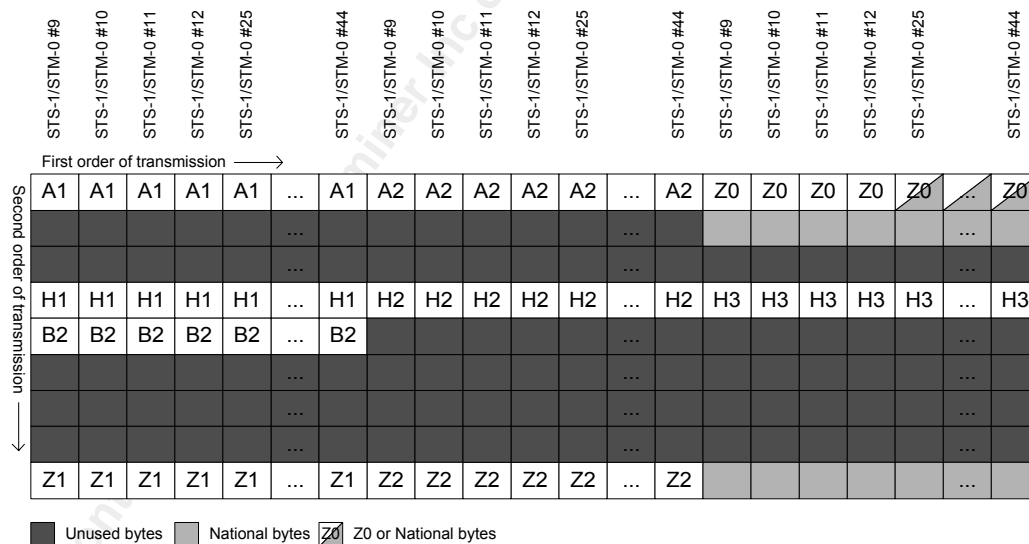 STS-1/STM-0 #9 STS-1/STM-0 #10 STS-1/STM-0 #11 STS-1/STM-0 #12 STS-1/STM-0 #25 STS-1/STM-0 #44 STS-1/STM-0 #9 STS-1/STM-0 #10 STS-1/STM-0 #11 STS-1/STM-0 #12 STS-1/STM-0 #25 STS-1/STM-0 #44 STS-1/STM-0 #9 STS-1/STM-0 #10 STS-1/STM-0 #11 STS-1/STM-0 #12 STS-1/STM-0 #25 STS-1/STM-0 #44
First order of transmission
Second order of transmission
A1 A1 A1 A1 A1 ... A1 A2 A2 A2 A2 A2 ... A2 Z0 Z0 Z0 Z0 Z0 ... Z0
... ... ...
... ... ...
H1 H1 H1 H1 H1 ... H1 H2 H2 H2 H2 H2 ... H2 H3 H3 H3 H3 H3 ... H3
B2 B2 B2 B2 B2 ... B2 ... ...
... ... ...
... ... ...
... ... ...
Z1 Z1 Z1 Z1 Z1 ... Z1 Z2 Z2 Z2 Z2 Z2 ... Z2 ...
Unused bytes National bytes Z0 Z0 or National bytes